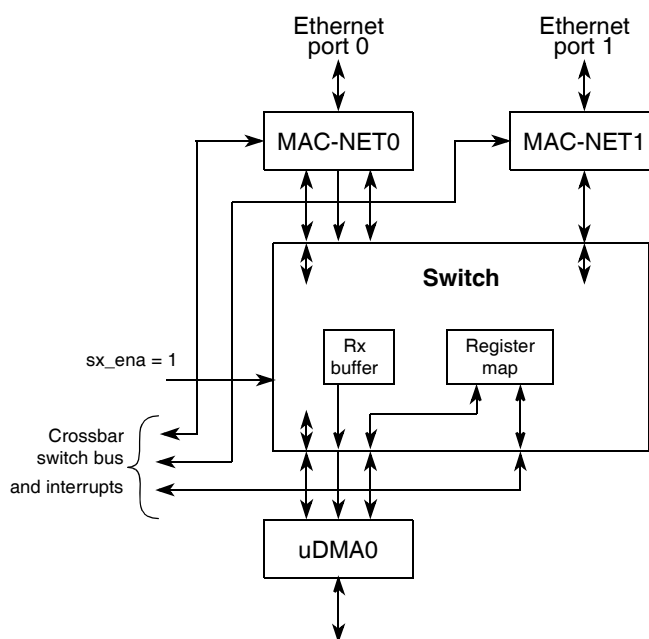 Ethernet
port 0
Ethernet
port 1
MAC-NET0
MAC-NET1
Switch
Rx
buffer
Register
map
sx_ena = 1
Crossbar
switch bus
and interrupts
uDMA0